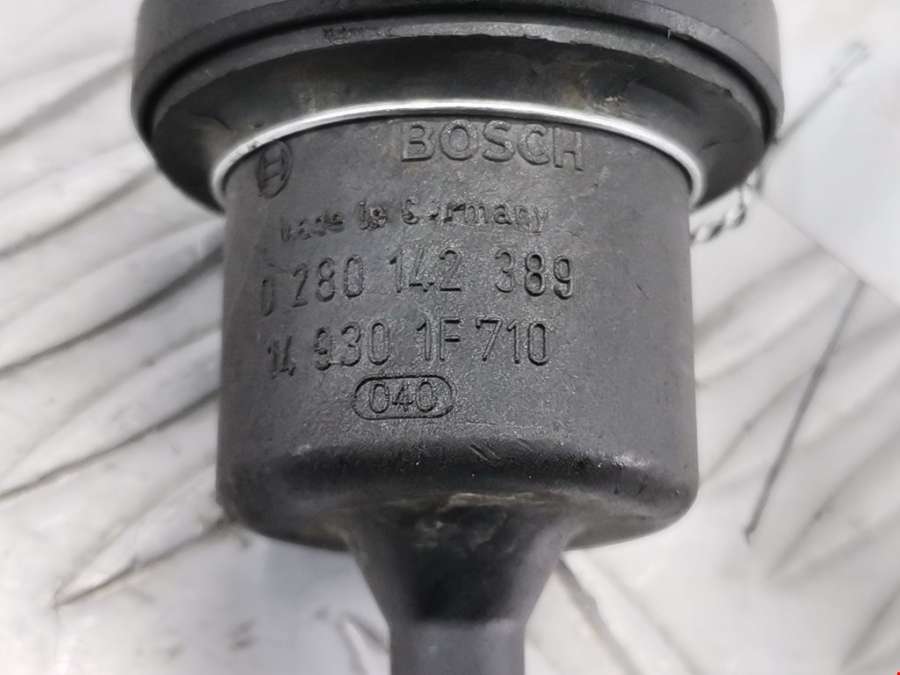 BOSCH
Made in Germany
0 280 142 389
14 930 1F 710
040